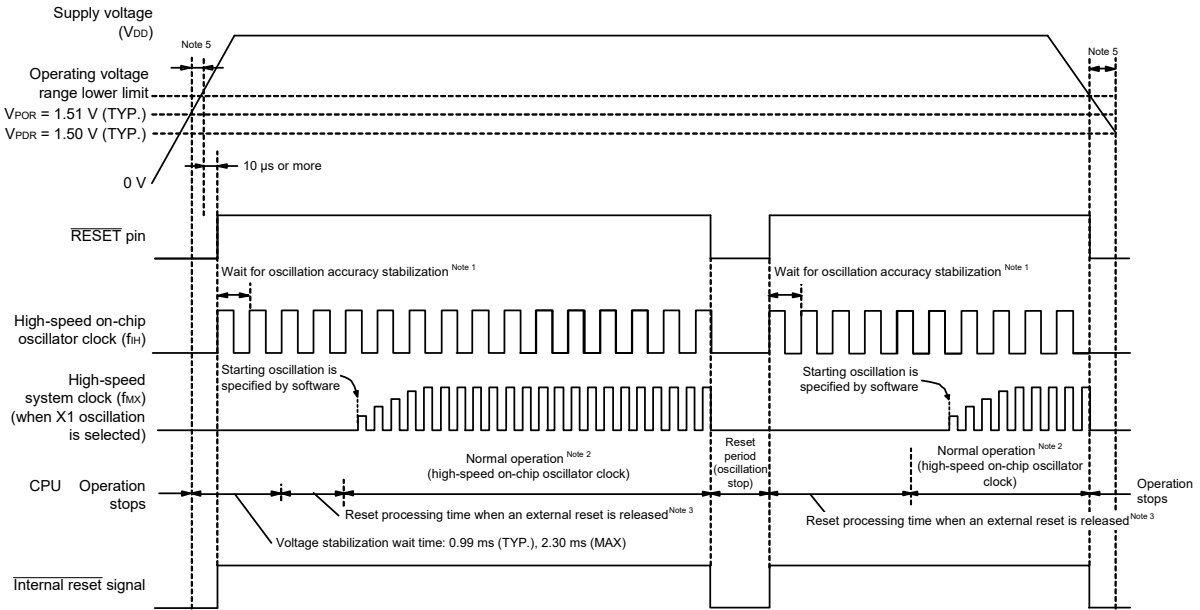 Supply voltage
(VDD)
Note 5
Note 5
Operating voltage
range lower limit
VPOR = 1.51 V (TYP.)
VPDR = 1.50 V (TYP.)
10 µs or more
0 V
RESET pin
Wait for oscillation accuracy stabilization Note 1
Wait for oscillation accuracy stabilization Note 1
High-speed on-chip
oscillator clock (fIH)
Starting oscillation is
specified by software
Starting oscillation is
specified by software
High-speed
system clock (fMX)
(when X1 oscillation
is selected)
Normal operation Note 2
(high-speed on-chip oscillator clock)
Reset
period
(oscillation
stop)
Normal operation Note 2
(high-speed on-chip oscillator
clock)
CPU
Operation
stops
Operation
stops
Reset processing time when an external reset is released Note 3
Reset processing time when an external reset is released Note 3
Voltage stabilization wait time: 0.99 ms (TYP.), 2.30 ms (MAX)
Internal reset signal